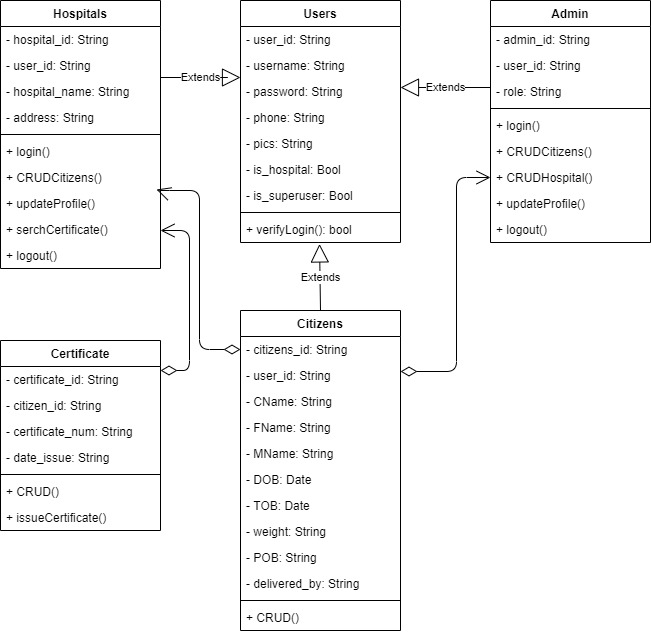 Hospitals
- hospital_id: String
- user_id: String
- hospital_name: String
- address: String
+ login()
+ CRUDCitizens()
+ updateProfile()
+ serchCertificate()
+ logout()
Extends
Users
- user_id: String
- username: String
- password: String
- phone: String
- pics: String
- is_hospital: Bool
- is_superuser: Bool
+ verifyLogin(): bool
Extends
Admin
- admin_id: String
- user_id: String
- role: String
+ login()
+ CRUDCitizens()
+ CRUDHospital()
+ updateProfile()
+ logout()
Extends
Certificate
- certificate_id: String
- citizen_id: String
- certificate_num: String
- date_issue: String
+ CRUD()
+ issueCertificate()
Citizens
- citizens_id: String
- user_id: String
- CName: String
- FName: String
- MName: String
- DOB: Date
- TOB: Date
- weight: String
- POB: String
- delivered_by: String
+ CRUD()